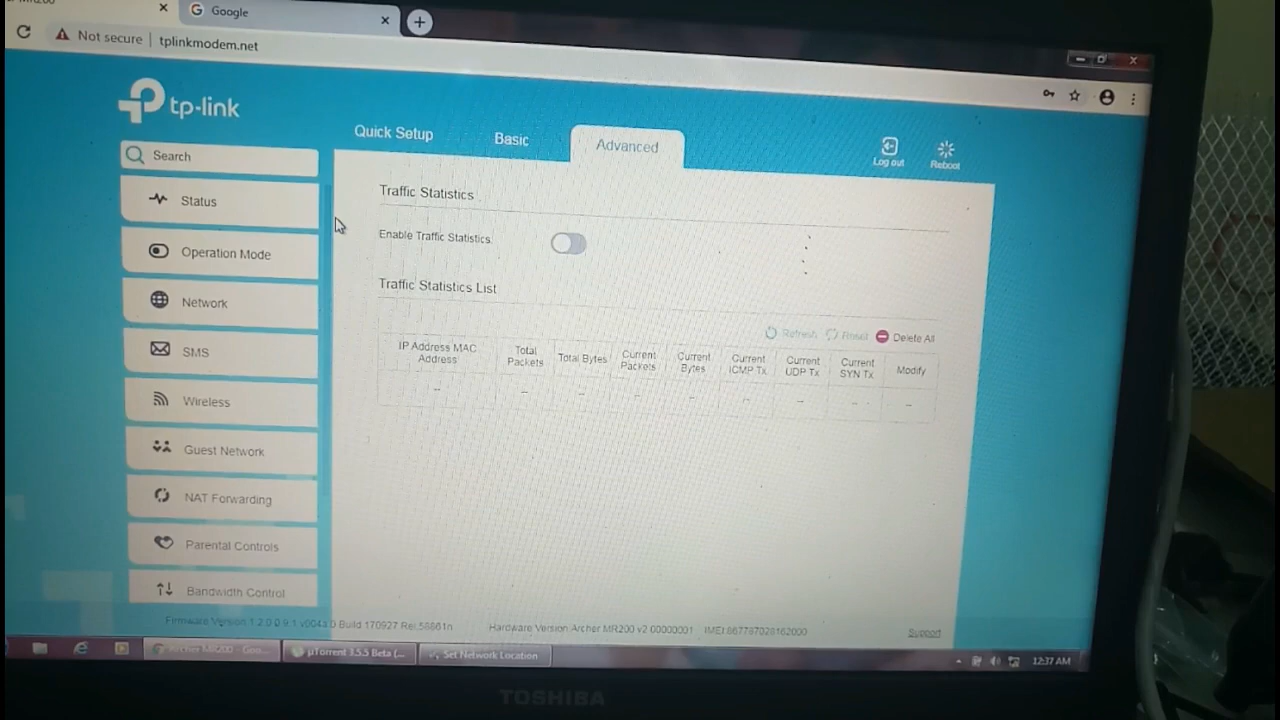 Google
Not secure | tplinkmodem.net
tp-link
Quick Setup
Basic
Advanced
Log out
Reboot
Search
Status
Operation Mode
Network
SMS
Wireless
Guest Network
NAT Forwarding
Parental Controls
Bandwidth Control
Traffic Statistics
Enable Traffic Statistics
Traffic Statistics List
Refresh Reset Delete All
IP Address MAC Address
Total Packets
Total Bytes
Current Packets
Current Bytes
Current ICMP Tx
Current UDP Tx
Current SYN Tx
Modify
Hardware Version Archer MR200 v2 00000001
Support
Archer MR200 - Goo...
µTorrent 3.5.5 Beta (...
Set Network Location
12:37 AM
TOSHIBA